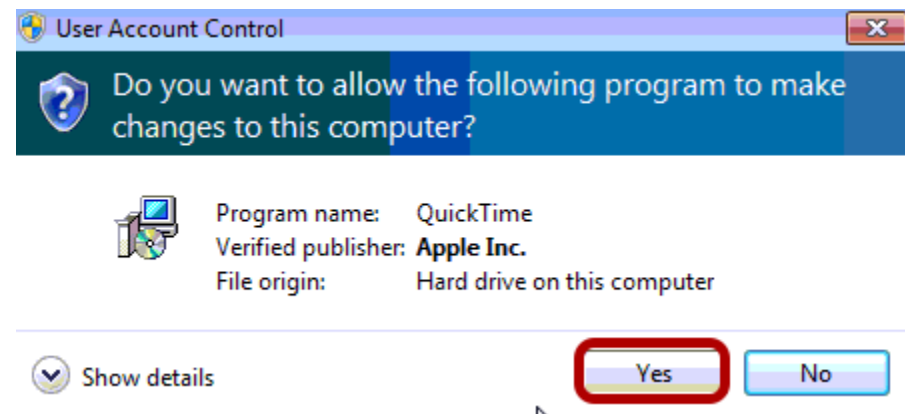 User Account Control
Do you want to allow the following program to make
changes to this computer?
Program name: QuickTime
Verified publisher: Apple Inc.
File origin: Hard drive on this computer
Show details
Yes
No